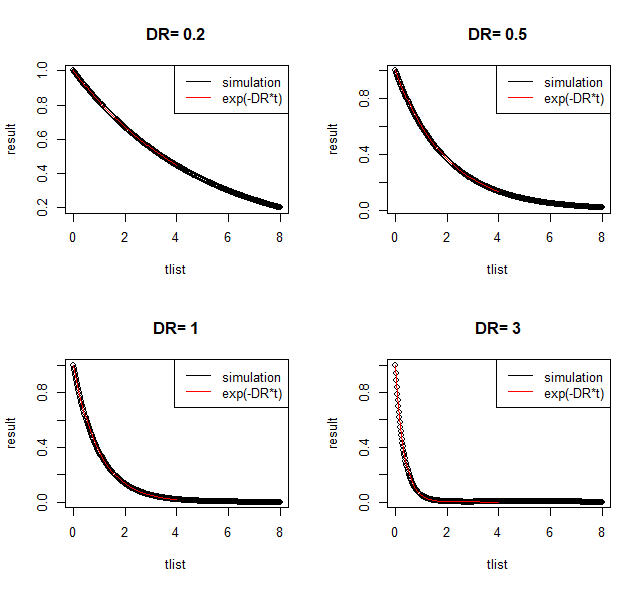 DR= 0.2
result
1.0
0.8
0.6
0.4
0.2
simulation
exp(-DR*t)
0 2 4 6 8
tlist
DR= 0.5
result
0.8
0.4
0.0
simulation
exp(-DR*t)
0 2 4 6 8
tlist
DR= 1
result
0.8
0.4
0.0
simulation
exp(-DR*t)
0 2 4 6 8
tlist
DR= 3
result
0.8
0.4
0.0
simulation
exp(-DR*t)
0 2 4 6 8
tlist